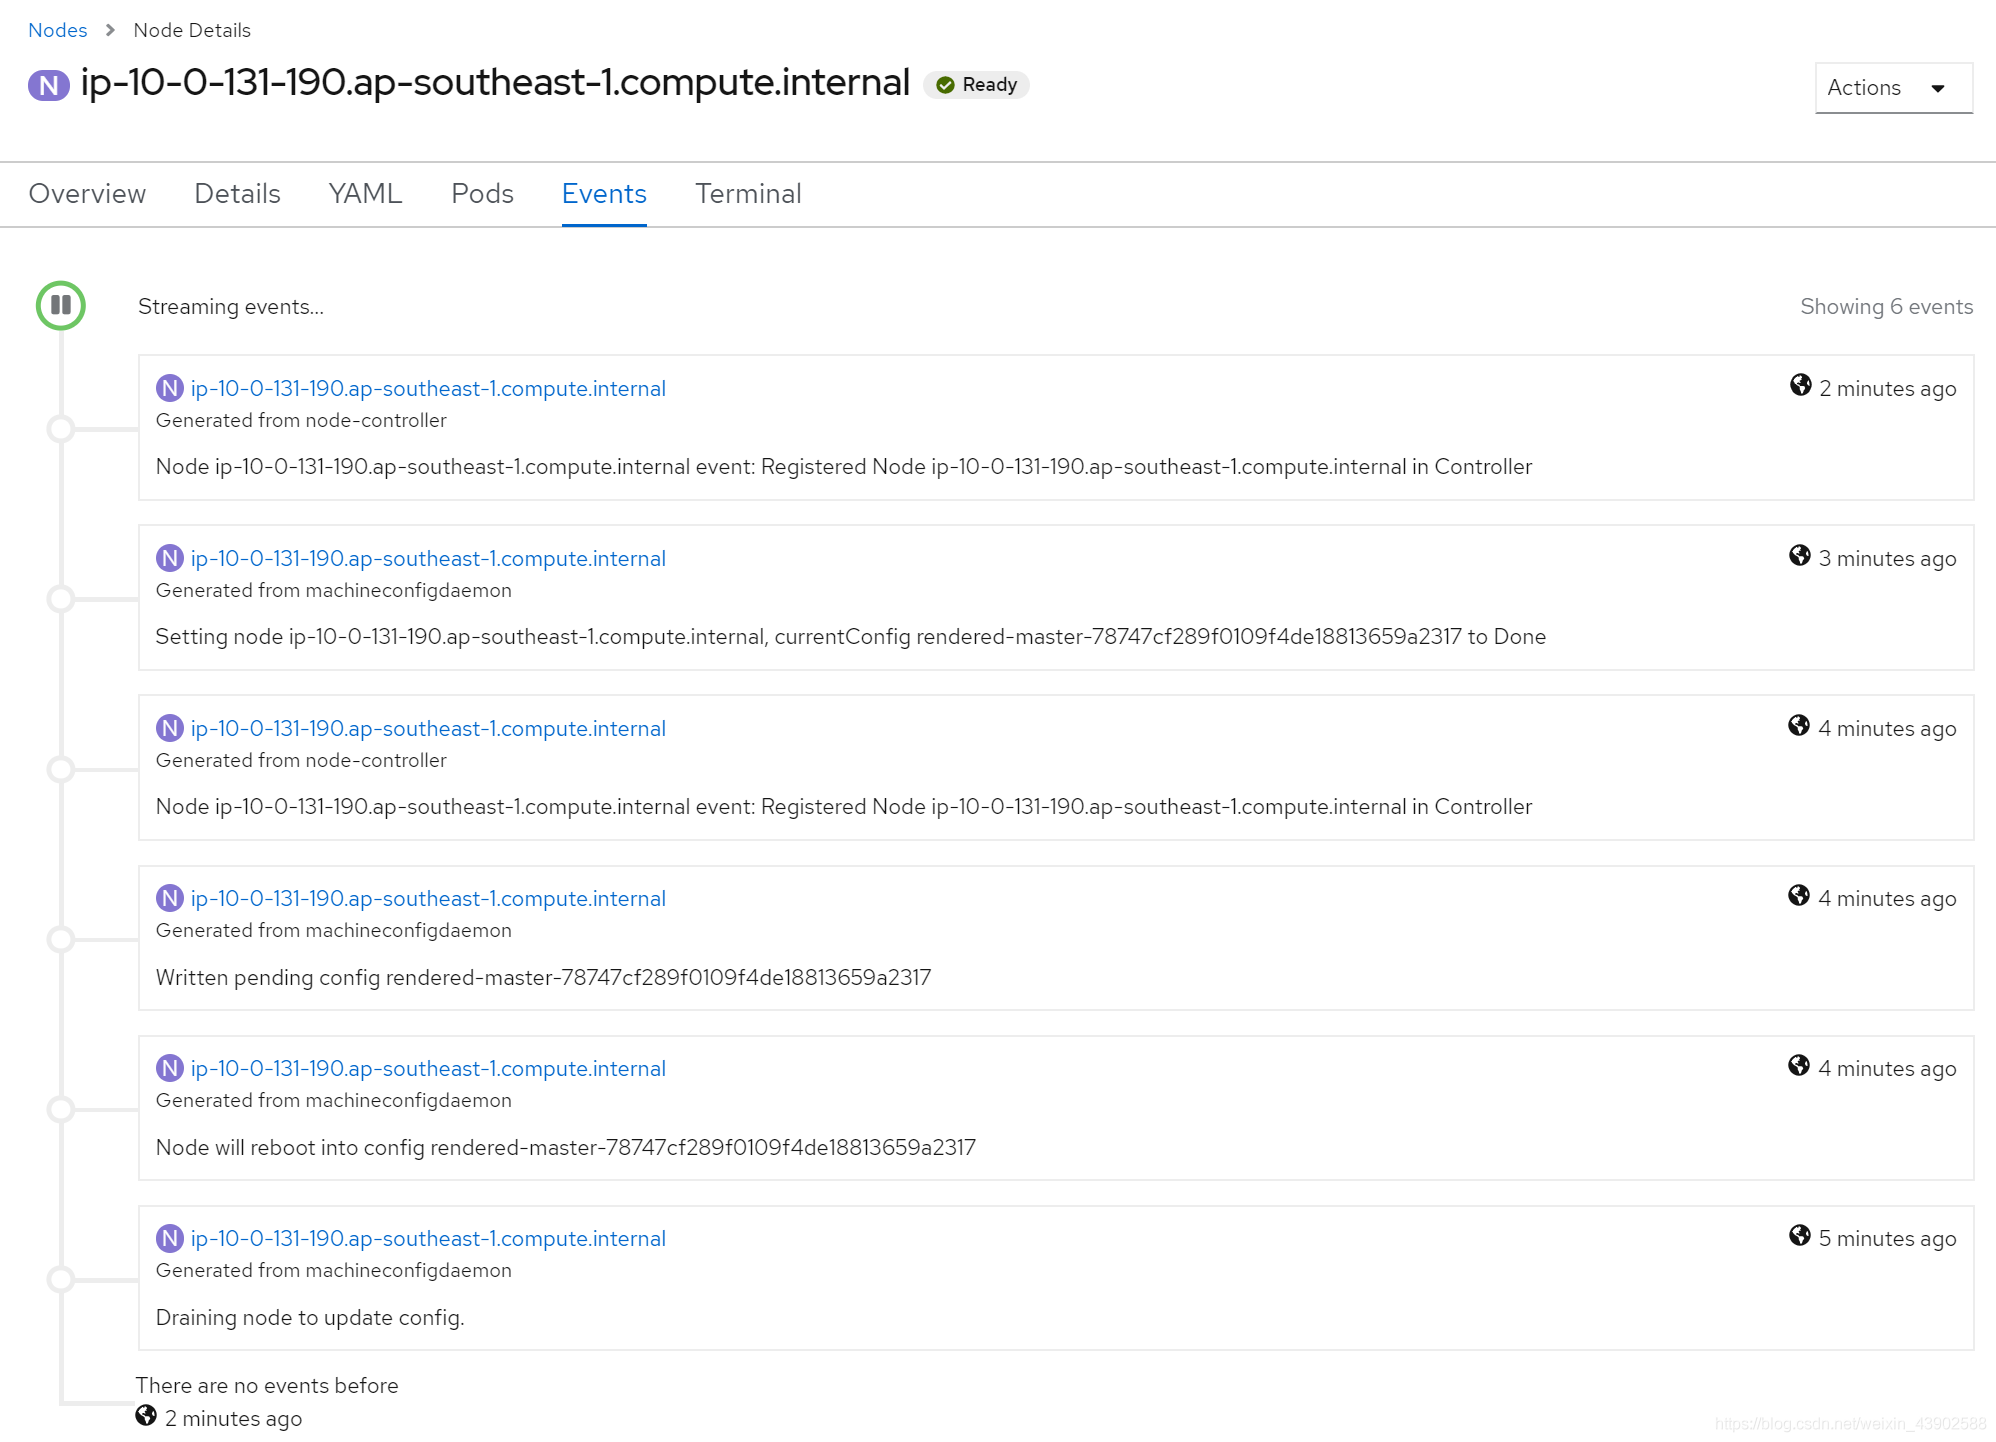 Nodes > Node Details
N ip-10-0-131-190.ap-southeast-1.compute.internal Ready
Actions
Overview Details YAML Pods Events Terminal
Streaming events... Showing 6 events
N ip-10-0-131-190.ap-southeast-1.compute.internal 2 minutes ago
Generated from node-controller
Node ip-10-0-131-190.ap-southeast-1.compute.internal event: Registered Node ip-10-0-131-190.ap-southeast-1.compute.internal in Controller
N ip-10-0-131-190.ap-southeast-1.compute.internal 3 minutes ago
Generated from machineconfigdaemon
Setting node ip-10-0-131-190.ap-southeast-1.compute.internal, currentConfig rendered-master-78747cf289f0109f4de18813659a2317 to Done
N ip-10-0-131-190.ap-southeast-1.compute.internal 4 minutes ago
Generated from node-controller
Node ip-10-0-131-190.ap-southeast-1.compute.internal event: Registered Node ip-10-0-131-190.ap-southeast-1.compute.internal in Controller
N ip-10-0-131-190.ap-southeast-1.compute.internal 4 minutes ago
Generated from machineconfigdaemon
Written pending config rendered-master-78747cf289f0109f4de18813659a2317
N ip-10-0-131-190.ap-southeast-1.compute.internal 4 minutes ago
Generated from machineconfigdaemon
Node will reboot into config rendered-master-78747cf289f0109f4de18813659a2317
N ip-10-0-131-190.ap-southeast-1.compute.internal 5 minutes ago
Generated from machineconfigdaemon
Draining node to update config.
There are no events before
2 minutes ago
https://blog.csdn.net/weixin_43902588